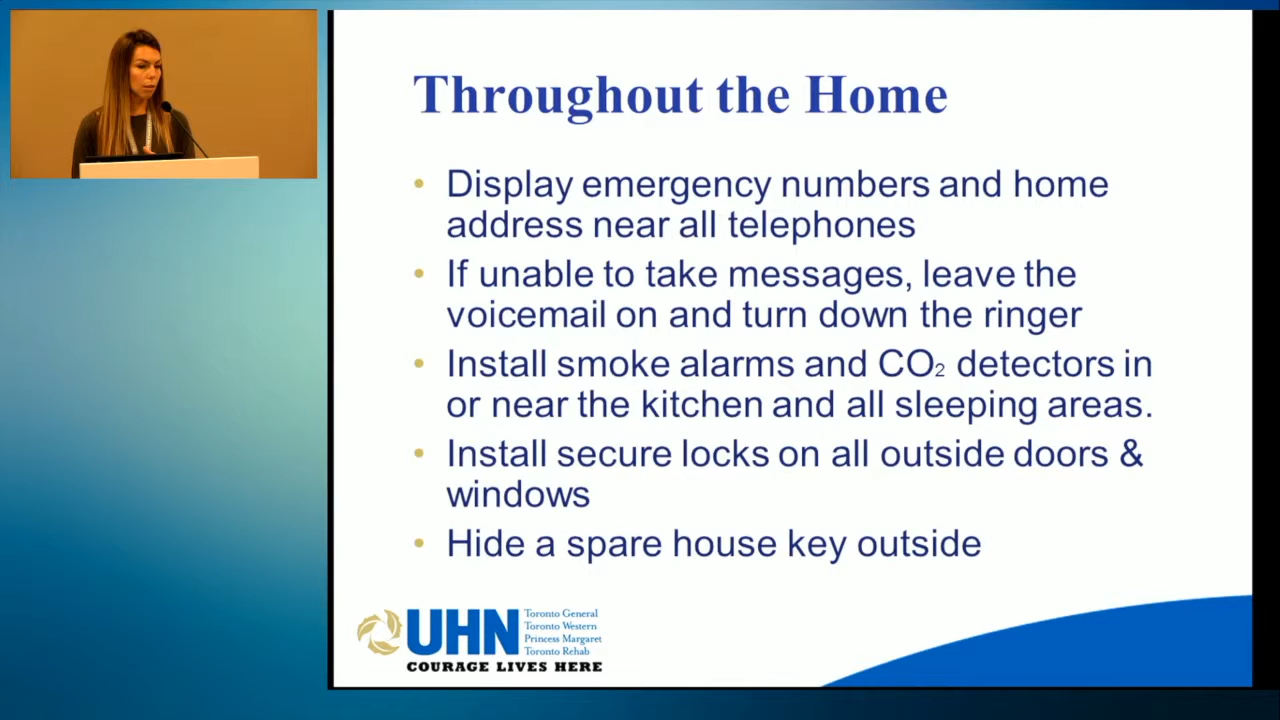 Throughout the Home
• Display emergency numbers and home
address near all telephones
• If unable to take messages, leave the
voicemail on and turn down the ringer
• Install smoke alarms and CO₂ detectors in
or near the kitchen and all sleeping areas.
• Install secure locks on all outside doors &
windows
• Hide a spare house key outside
UHN
Toronto General
Toronto Western
Princess Margaret
Toronto Rehab
COURAGE LIVES HERE